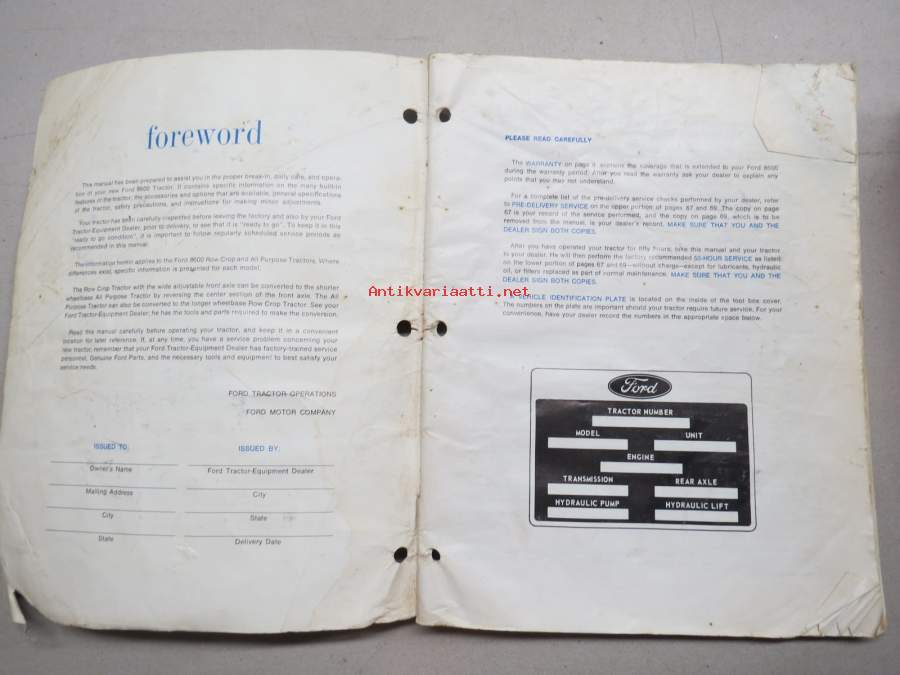 foreword
This manual has been prepared to assist you in the proper break-in, daily care, and opera-
tion of your new Ford 8600 Tractor. It contains specific information on the many built-in
features of the tractor, the accessories and options that are available, general specifications
of the tractor, safety precautions, and instructions for making minor adjustments.
Your tractor has been carefully inspected before leaving the factory and also by your Ford
Tractor-Equipment Dealer, prior to delivery, to see that it is "ready to go". To keep it in this
"ready to go condition", it is important to follow regularly scheduled service periods as
recommended in this manual.
The information herein applies to the Ford 8600 Row-Crop and All Purpose Tractors. Where
differences exist, specific information is presented for each model.
The Row Crop Tractor with the wide adjustable front axle can be converted to the shorter
wheelbase All Purpose Tractor by reversing the center section of the front axle. The All
Purpose Tractor can also be converted to the longer wheelbase Row Crop Tractor. See your
Ford Tractor-Equipment Dealer; he has the tools and parts required to make the conversion.
Read this manual carefully before operating your tractor, and keep it in a convenient
location for later reference. If, at any time, you have a service problem concerning your
new tractor, remember that your Ford Tractor-Equipment Dealer has factory-trained service
personnel, Genuine Ford Parts, and the necessary tools and equipment to best satisfy your
service needs.
FORD TRACTOR OPERATIONS
FORD MOTOR COMPANY
ISSUED TO:
Owner's Name
Mailing Address
City
State
ISSUED BY:
Ford Tractor-Equipment Dealer
City
State
Delivery Date
PLEASE READ CAREFULLY
The WARRANTY on page explains the coverage that is extended to your Ford 8600
during the warranty period. After you read the warranty ask your dealer to explain any
points that you may not understand.
For a complete list of the pre-delivery service checks performed by your dealer, refer
to PRE-DELIVERY SERVICE on the upper portion of pages 67 and 69. The copy on page
67 is your record of the service performed, and the copy on page 69, which is to be
removed from the manual, is your dealer's record. MAKE SURE THAT YOU AND THE
DEALER SIGN BOTH COPIES.
After you have operated your tractor for fifty hours, take this manual and your tractor
to your dealer. He will then perform the factory recommended 50-HOUR SERVICE as listed
on the lower portion of pages 67 and 69—without charge—except for lubricants, hydraulic
oil, or filters replaced as part of normal maintenance. MAKE SURE THAT YOU AND THE
DEALER SIGN BOTH COPIES.
VEHICLE IDENTIFICATION PLATE is located on the inside of the tool box cover.
The numbers on the plate are important should your tractor require future service. For your
convenience, have your dealer record the numbers in the appropriate space below.
Ford
TRACTOR NUMBER
MODEL UNIT
ENGINE
TRANSMISSION REAR AXLE
HYDRAULIC PUMP HYDRAULIC LIFT
Antikvariaatti.net